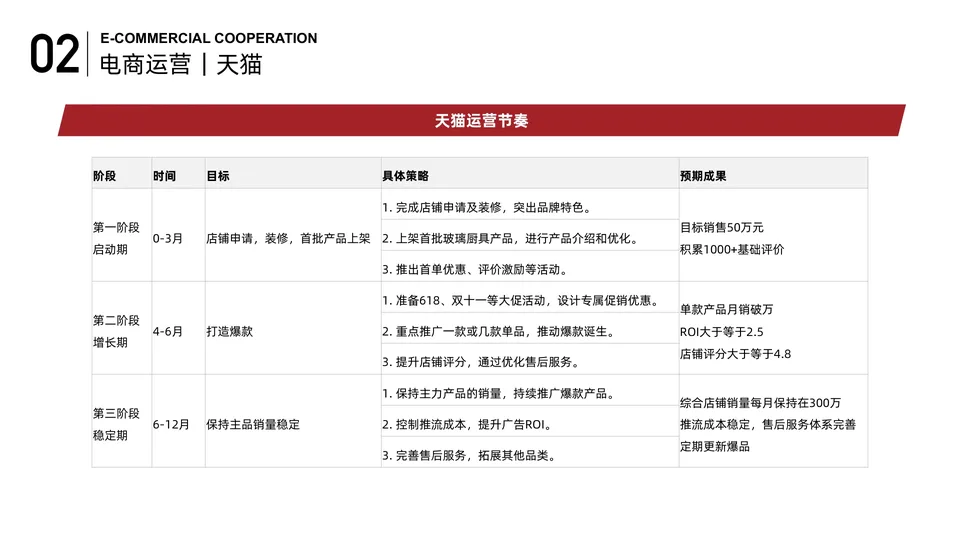 02
E-COMMERCIAL COOPERATION
电商运营｜天猫
天猫运营节奏
阶段 时间 目标 具体策略 预期成果
第一阶段
启动期
0-3月
店铺申请，装修，首批产品上架
1. 完成店铺申请及装修，突出品牌特色。
2. 上架首批玻璃厨具产品，进行产品介绍和优化。
3. 推出首单优惠、评价激励等活动。
目标销售50万元
积累1000+基础评价
第二阶段
增长期
4-6月
打造爆款
1. 准备618、双十一等大促活动，设计专属促销优惠。
2. 重点推广一款或几款单品，推动爆款诞生。
3. 提升店铺评分，通过优化售后服务。
单款产品月销破万
ROI大于等于2.5
店铺评分大于等于4.8
第三阶段
稳定期
6-12月
保持主品销量稳定
1. 保持主力产品的销量，持续推广爆款产品。
2. 控制推流成本，提升广告ROI。
3. 完善售后服务，拓展其他品类。
综合店铺销量每月保持在300万
推流成本稳定，售后服务体系完善
定期更新爆品